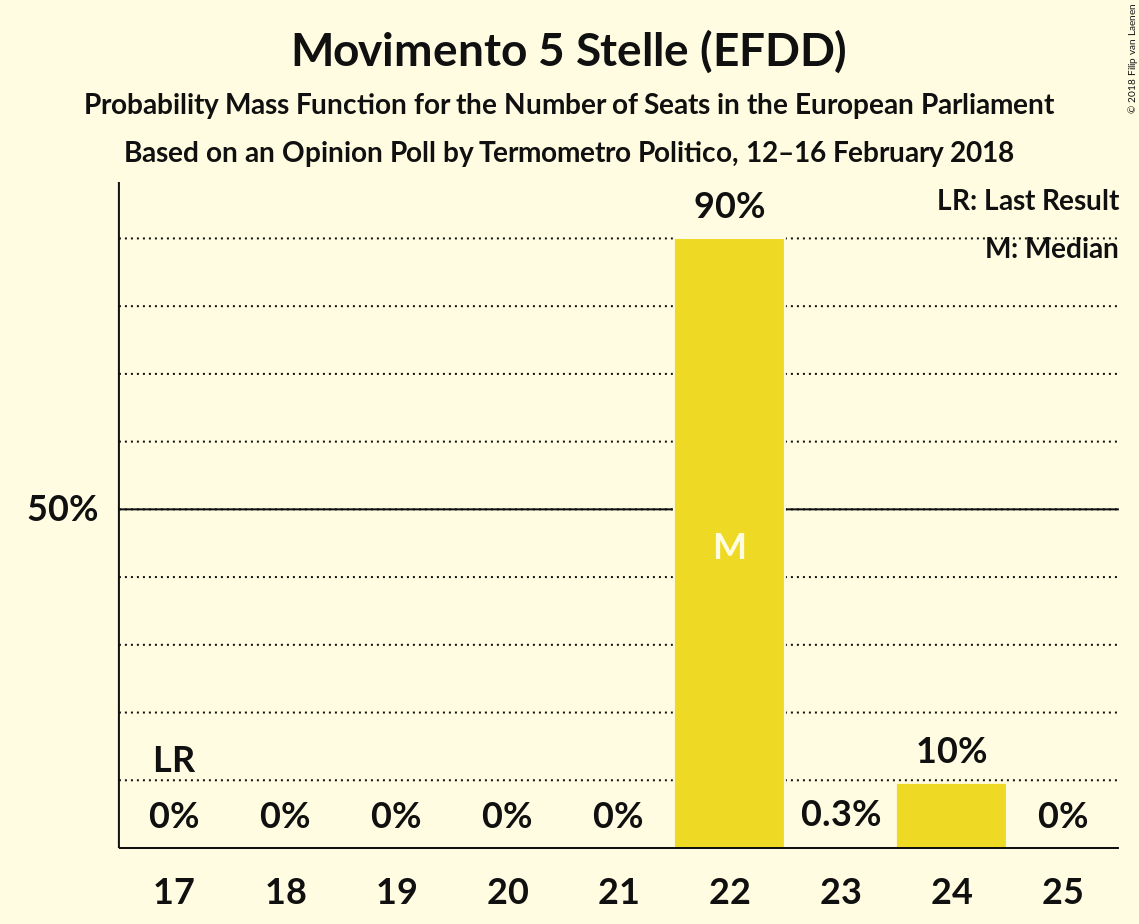 Movimento 5 Stelle (EFDD)
Probability Mass Function for the Number of Seats in the European Parliament
Based on an Opinion Poll by Termometro Politico, 12–16 February 2018
© 2018 Filip van Laenen
LR: Last Result
M: Median
90%
50%
M
LR
10%
0% 0% 0% 0% 0% 0.3% 0%
17 18 19 20 21 22 23 24 25